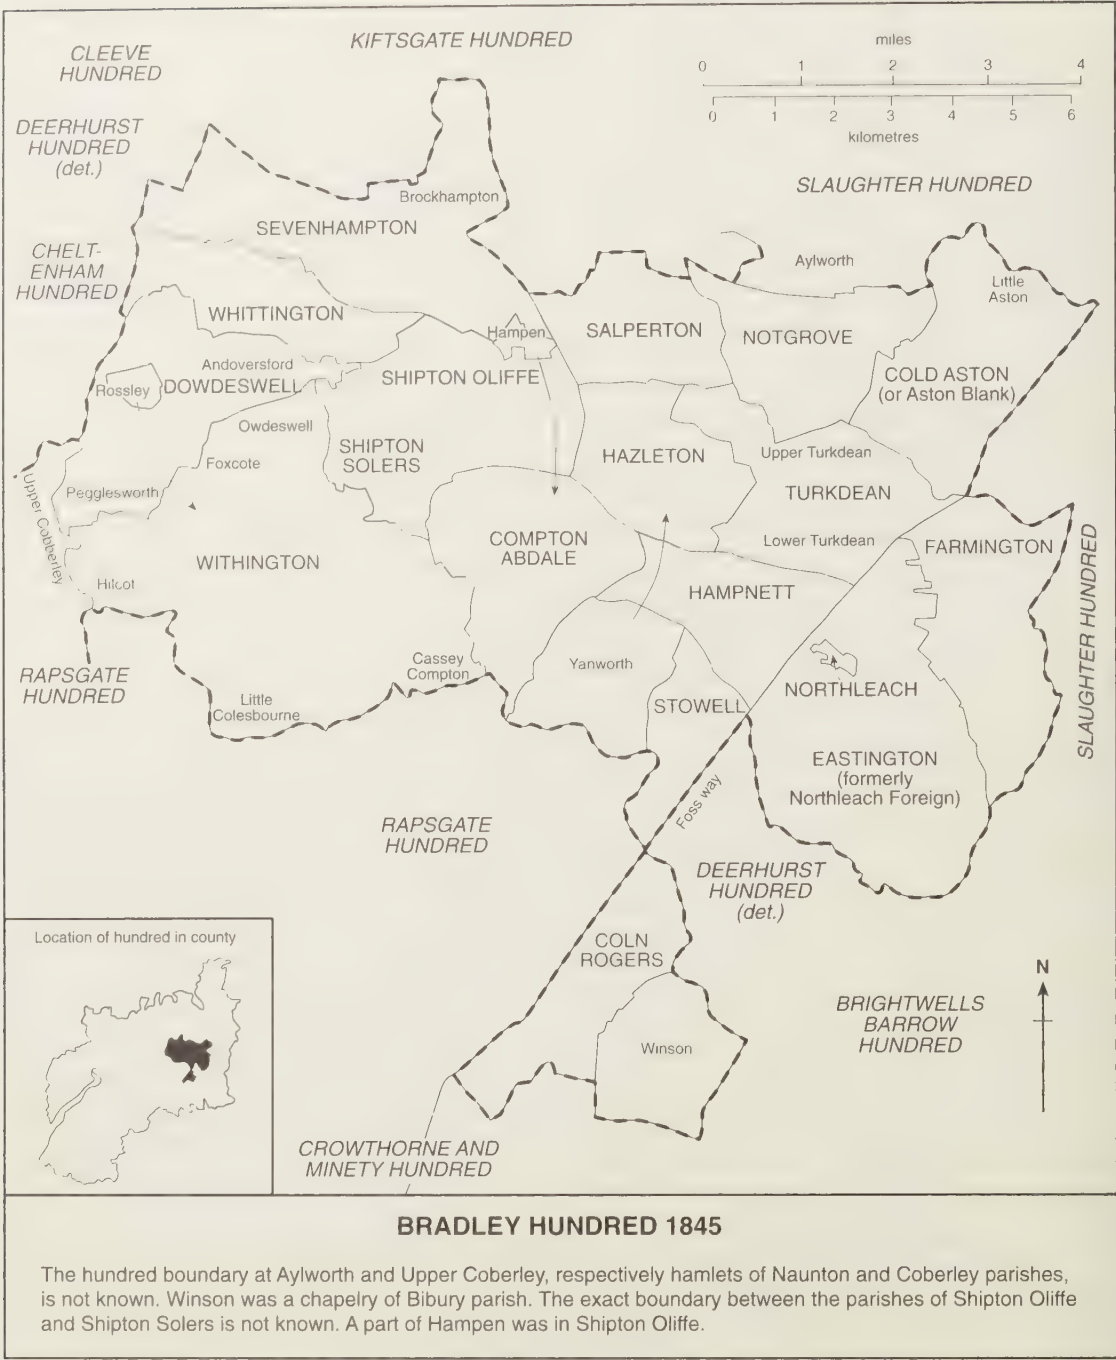 CLEEVE
HUNDRED
KIFTSGATE HUNDRED
miles
0 1 2 3 4
0 1 2 3 4 5 6
kilometres
DEERHURST
HUNDRED
(det.)
Brockhampton
SLAUGHTER HUNDRED
SEVENHAMPTON
CHELT-
ENHAM
HUNDRED
Aylworth
Little
Aston
WHITTINGTON
Hampen
SALPERTON
NOTGROVE
Andoversford
Rossley
DOWDESWELL
SHIPTON OLIFFE
COLD ASTON
(or Aston Blank)
Owdeswell
SHIPTON
SOLERS
Foxcote
HAZLETON
Upper Turkdean
Upper Cobberley
Pegglesworth
TURKDEAN
COMPTON
ABDALE
Lower Turkdean
FARMINGTON
WITHINGTON
Hilcot
HAMPNETT
SLAUGHTER HUNDRED
RAPSGATE
HUNDRED
Cassey
Compton
Yanworth
Little
Colesbourne
STOWELL
NORTHLEACH
EASTINGTON
(formerly
Northleach Foreign)
Foss way
RAPSGATE
HUNDRED
DEERHURST
HUNDRED
(det.)
COLN
ROGERS
Location of hundred in county
N
BRIGHTWELLS
BARROW
HUNDRED
Winson
CROWTHORNE AND
MINETY HUNDRED
BRADLEY HUNDRED 1845
The hundred boundary at Aylworth and Upper Coberley, respectively hamlets of Naunton and Coberley parishes,
is not known. Winson was a chapelry of Bibury parish. The exact boundary between the parishes of Shipton Oliffe
and Shipton Solers is not known. A part of Hampen was in Shipton Oliffe.